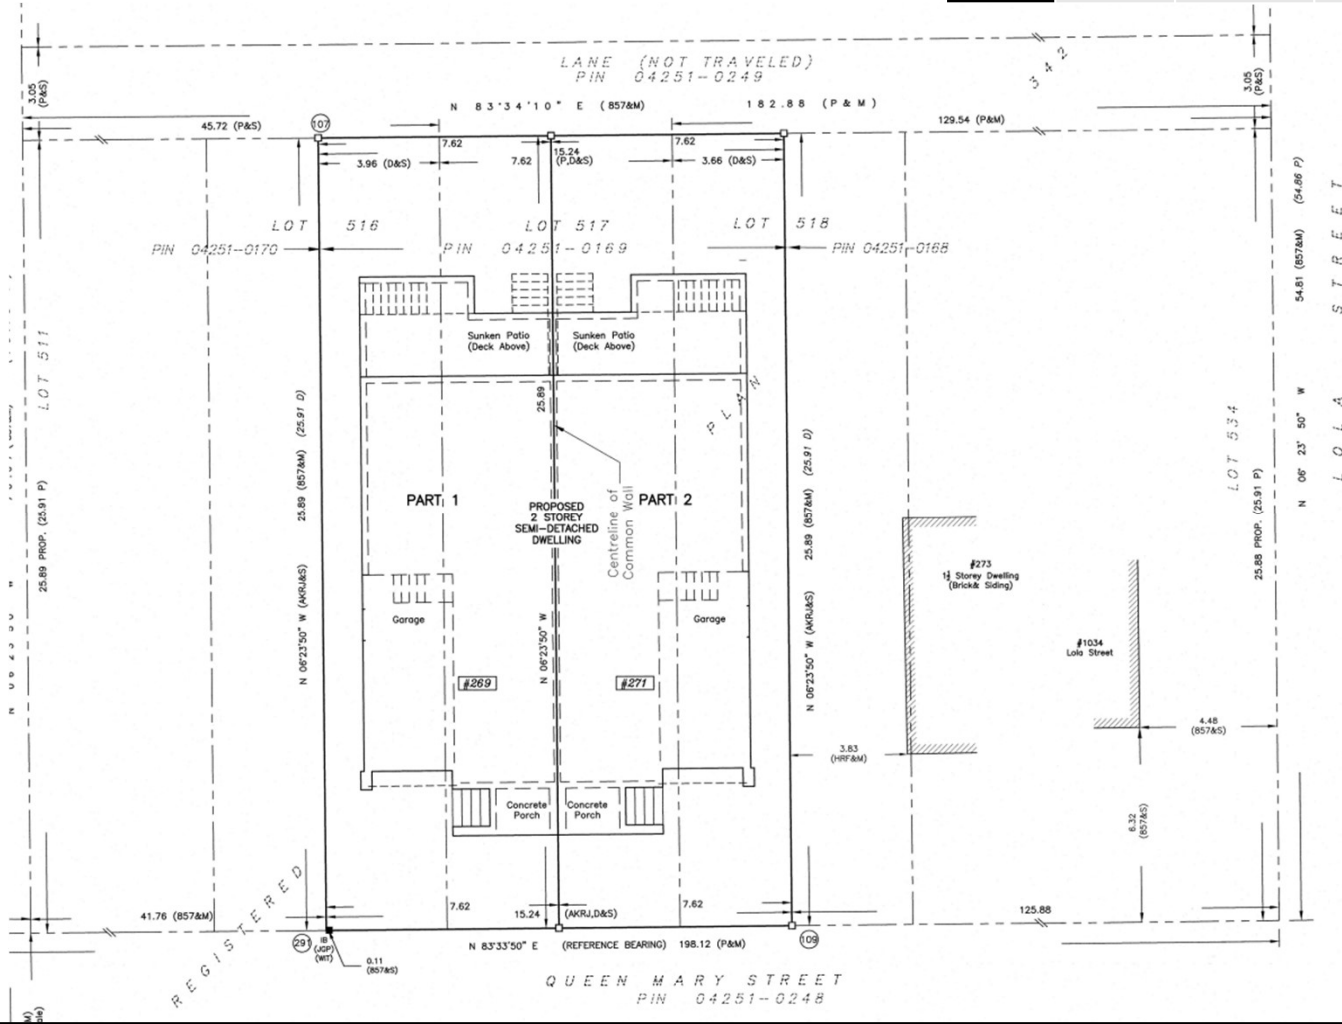 LANE (NOT TRAVELED)
PIN 04251-0249
342
3.05
(P&S)
3.05
(P&S)
N 83°34'10" E (857&M) 182.88 (P&M)
45.72 (P&S)
107
129.54 (P&M)
7.62
15.24
(P,D&S)
7.62
3.96 (D&S)
7.62
3.66 (D&S)
LOT 516
LOT 517
LOT 518
PIN 04251-0170
PIN 04251-0169
PIN 04251-0168
Sunken Patio
(Deck Above)
Sunken Patio
(Deck Above)
LOT 511
25.89 PROP. (25.91 P)
25.89 (857&M) (25.91 D)
N 06°23'50" W (AKRJ&S)
25.89
N 06°23'50" W
PLAN
PART 1
PART 2
PROPOSED
2 STOREY
SEMI-DETACHED
DWELLING
Centreline of
Common Wall
25.89 (857&M) (25.91 D)
N 06°23'50" W (AKRJ&S)
Garage
Garage
#269
#271
#273
1½ Storey Dwelling
(Brick& Siding)
#1034
Lola Street
LOT 534
25.88 PROP. (25.91 P)
54.81 (857&M) (54.86 P)
N 06° 23' 50" W
LOLA STREET
3.83
(HRF&M)
4.48
(857&S)
6.32
(857&S)
Concrete
Porch
Concrete
Porch
REGISTERED
41.76 (857&M)
7.62
15.24 (AKRJ,D&S)
7.62
125.88
291
IB
(JGP)
(WIT)
0.11
(857&S)
N 83°33'50" E (REFERENCE BEARING) 198.12 (P&M)
109
QUEEN MARY STREET
PIN 04251-0248